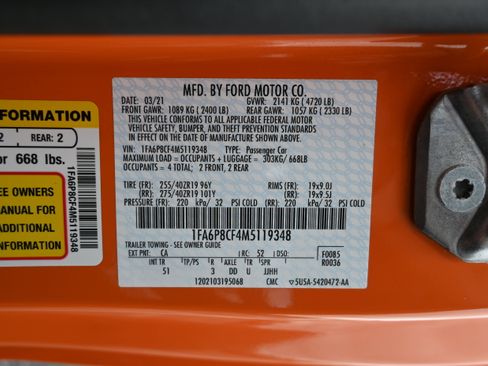 MFD. BY FORD MOTOR CO.
DATE: 03/21 GVWR: 2141 KG (4720 LB)
FRONT GAWR: 1089 KG (2400 LB) REAR GAWR: 1057 KG (2330 LB)
THIS VEHICLE CONFORMS TO ALL APPLICABLE FEDERAL MOTOR
VEHICLE SAFETY, BUMPER, AND THEFT PREVENTION STANDARDS
IN EFFECT ON THE DATE OF MANUFACTURE SHOWN ABOVE.
VIN: 1FA6P8CF4M5119348 TYPE: Passenger Car
MAXIMUM LOAD = OCCUPANTS + LUGGAGE = 303KG/ 668LB
OCCUPANTS = 4 TOTAL; 2 FRONT, 2 REAR
TIRE (FR): 255/40ZR19 96Y RIMS (FR): 19x9.0J
(RR): 275/40ZR19 101Y (RR): 19x9.5J
PRESSURE (FR): 220 kPa/ 32 PSI COLD (RR): 220 kPa/ 32 PSI COLD
1FA6P8CF4M5119348
TRAILER TOWING - SEE OWNER GUIDE
EXT PNT: CA RC: 52 DSO: F0085
INT TR TP/PS R AXLE TR SPR R0036
51 3 DD U JJHH
1202103195068 CMC 5U5A-5420472-AA
FORMATION
2 REAR: 2
or 668 lbs.
EE OWNERS
ANUAL FOR
ADDITIONAL
FORMATION
1FA6P8CF4M5119348